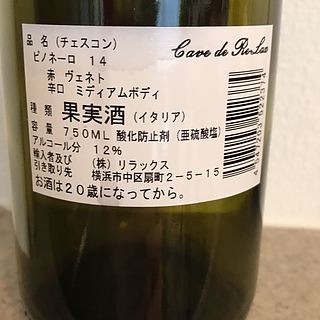 品 名 (チェスコン)
Cave de Re-Lax
ピノネーロ 14
赤 ヴェネト
辛口 ミディアムボディ
種 類 果実酒 (イタリア)
容 量 750ML 酸化防止剤 (亜硫酸塩)
アルコール分 12%
輸入者及び (株) リラックス
引き取り先 横浜市中区扇町2-5-15
お酒は20歳になってから。